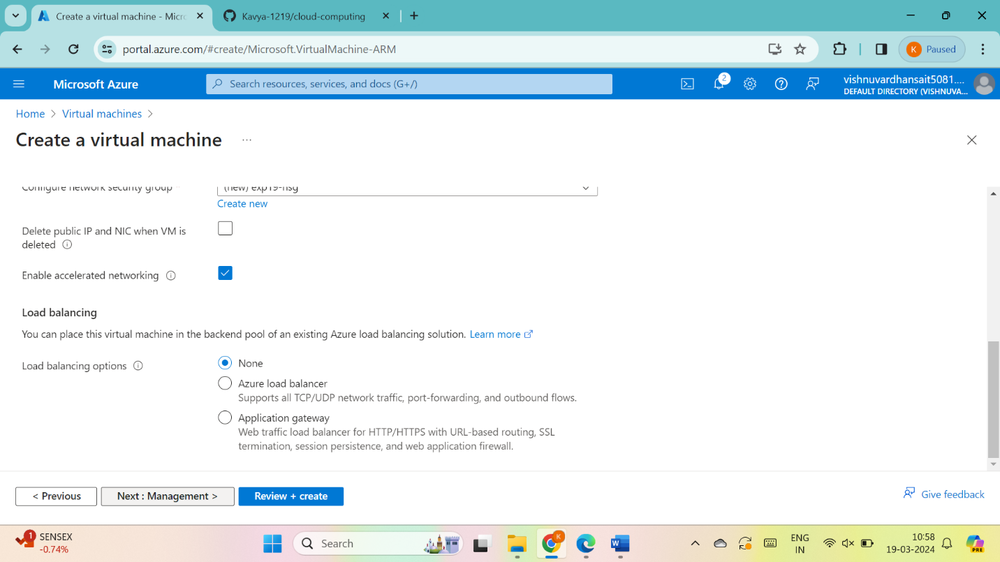 Create a virtual machine - Micro
Kavya-1219/cloud-computing
portal.azure.com/#create/Microsoft.VirtualMachine-ARM
K Paused
Microsoft Azure
Search resources, services, and docs (G+/)
2
vishnuvardhansait5081....
DEFAULT DIRECTORY (VISHNUVA...
Home > Virtual machines >
Create a virtual machine ...
Configure network security group *
(new) exp19-nsg
Create new
Delete public IP and NIC when VM is
deleted
Enable accelerated networking
Load balancing
You can place this virtual machine in the backend pool of an existing Azure load balancing solution. Learn more
Load balancing options
None
Azure load balancer
Supports all TCP/UDP network traffic, port-forwarding, and outbound flows.
Application gateway
Web traffic load balancer for HTTP/HTTPS with URL-based routing, SSL
termination, session persistence, and web application firewall.
< Previous
Next : Management >
Review + create
Give feedback
1
SENSEX
-0.74%
Search
K
W
ENG
IN
10:58
19-03-2024
PRE